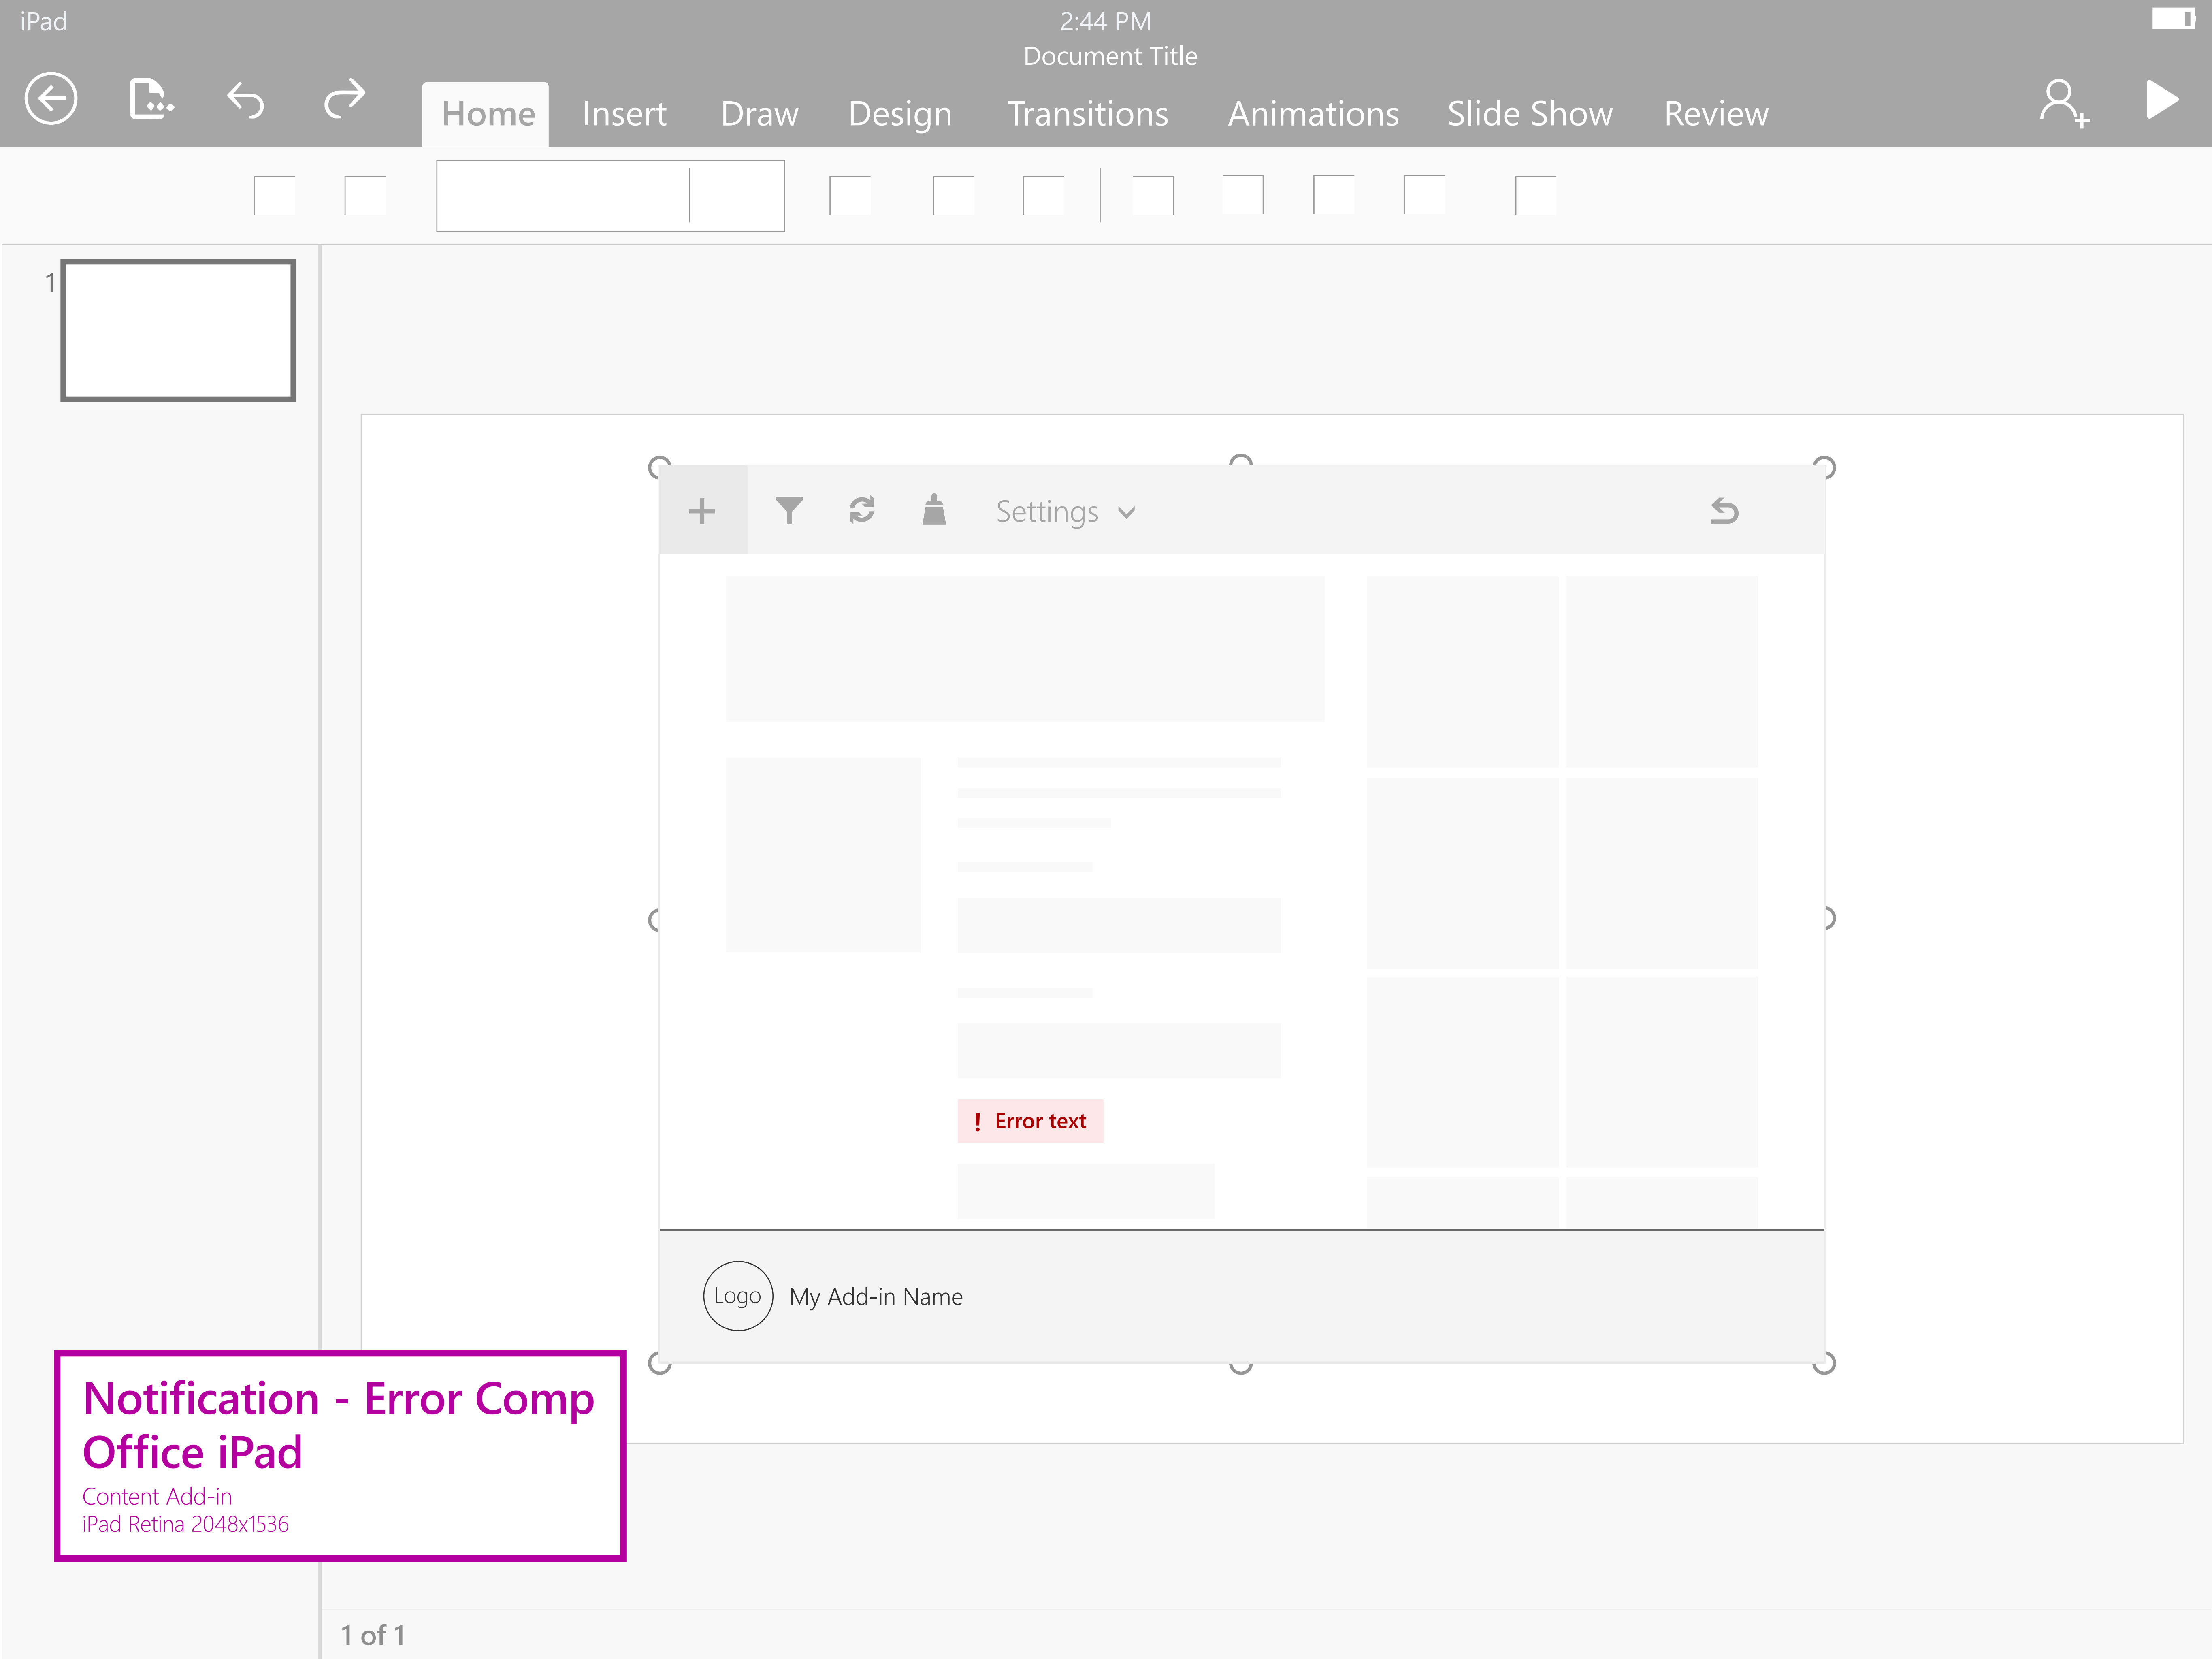 iPad
2:44 PM
Document Title
Home Insert Draw Design Transitions Animations Slide Show Review
1
Settings
! Error text
Logo My Add-in Name
Notification - Error Comp
Office iPad
Content Add-in
iPad Retina 2048x1536
1 of 1